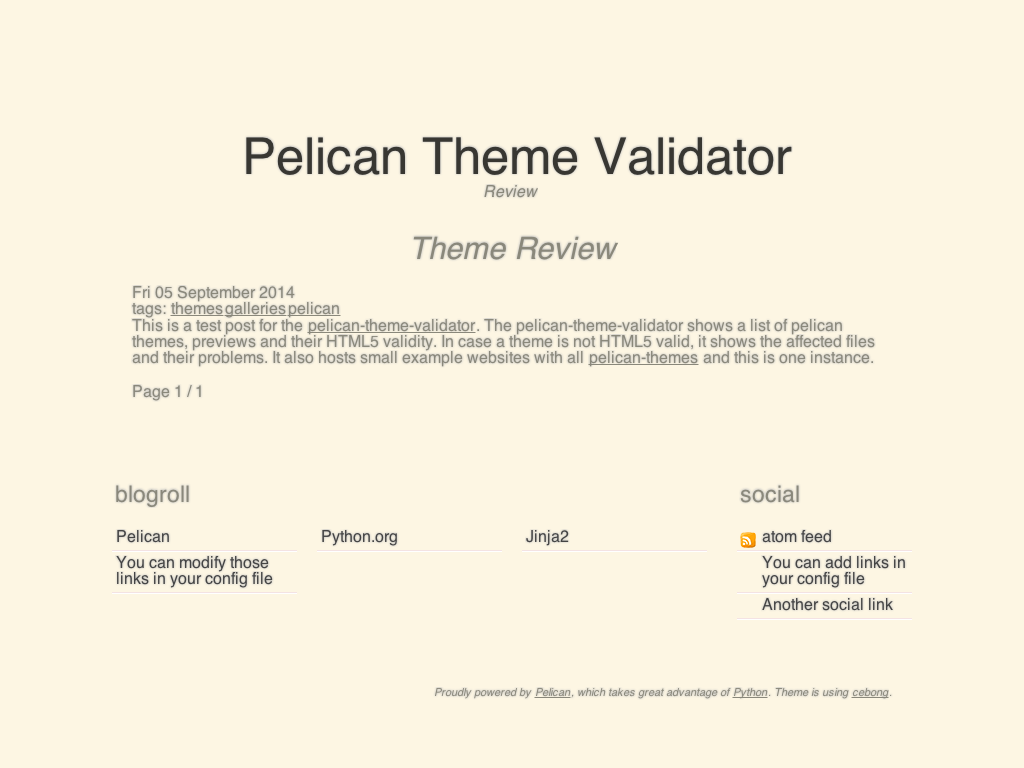 Pelican Theme Validator
Review
Theme Review
Fri 05 September 2014
tags: themes galleries pelican
This is a test post for the pelican-theme-validator. The pelican-theme-validator shows a list of pelican
themes, previews and their HTML5 validity. In case a theme is not HTML5 valid, it shows the affected files
and their problems. It also hosts small example websites with all pelican-themes and this is one instance.
Page 1 / 1
blogroll
Pelican
Python.org
Jinja2
You can modify those
links in your config file
social
atom feed
You can add links in
your config file
Another social link
Proudly powered by Pelican, which takes great advantage of Python. Theme is using cebong.